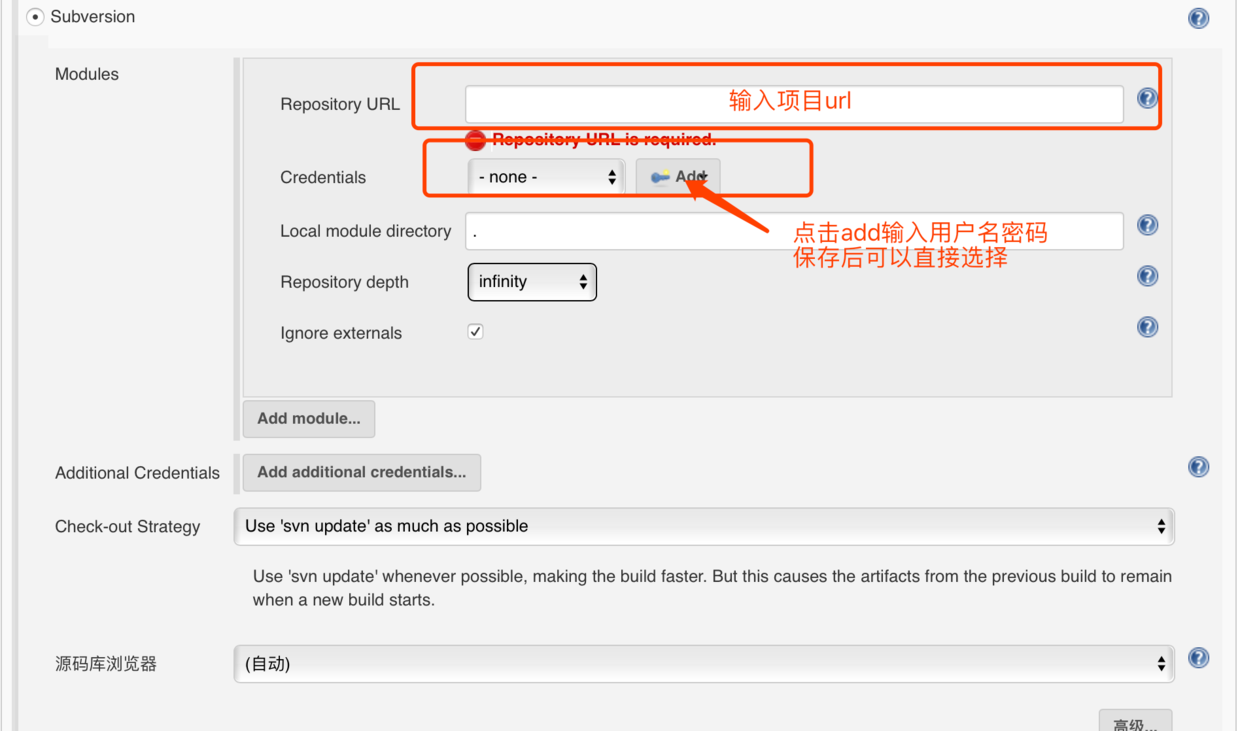 Subversion
Modules
Repository URL
输入项目url
Repository URL is required.
Credentials
- none -
Add
Local module directory
.
点击add输入用户名密码
保存后可以直接选择
Repository depth
infinity
Ignore externals
Add module...
Additional Credentials
Add additional credentials...
Check-out Strategy
Use 'svn update' as much as possible
Use 'svn update' whenever possible, making the build faster. But this causes the artifacts from the previous build to remain
when a new build starts.
源码库浏览器
(自动)
高级...